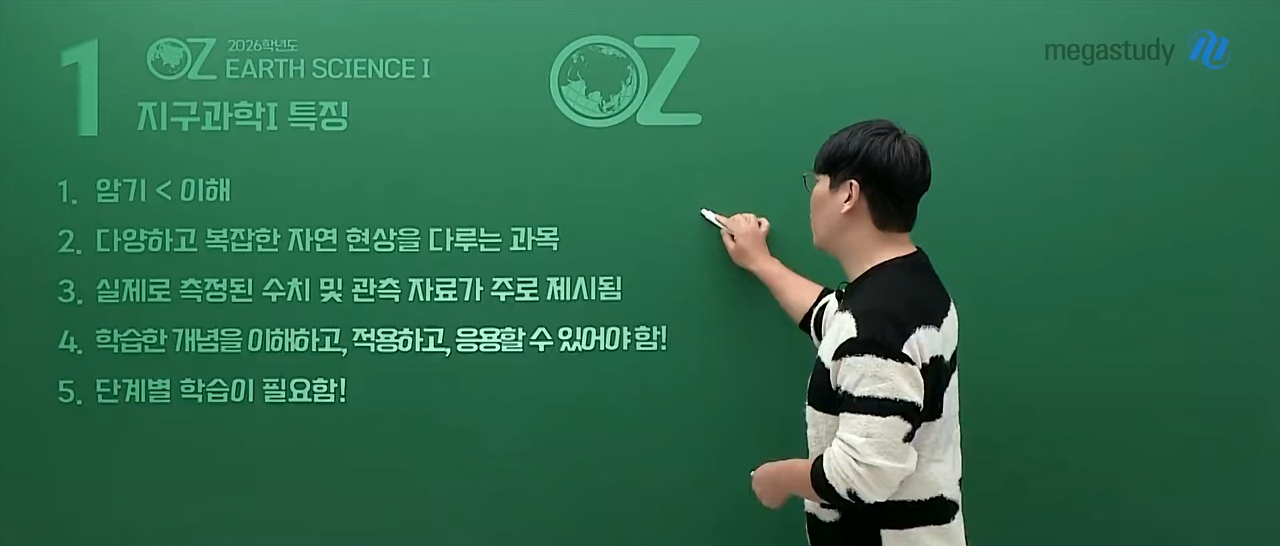 1
OZ 2026학년도
EARTH SCIENCE I
지구과학I 특징
OZ
megastudy
1. 암기 < 이해
2. 다양하고 복잡한 자연 현상을 다루는 과목
3. 실제로 측정된 수치 및 관측 자료가 주로 제시됨
4. 학습한 개념을 이해하고, 적용하고, 응용할 수 있어야 함!
5. 단계별 학습이 필요함!